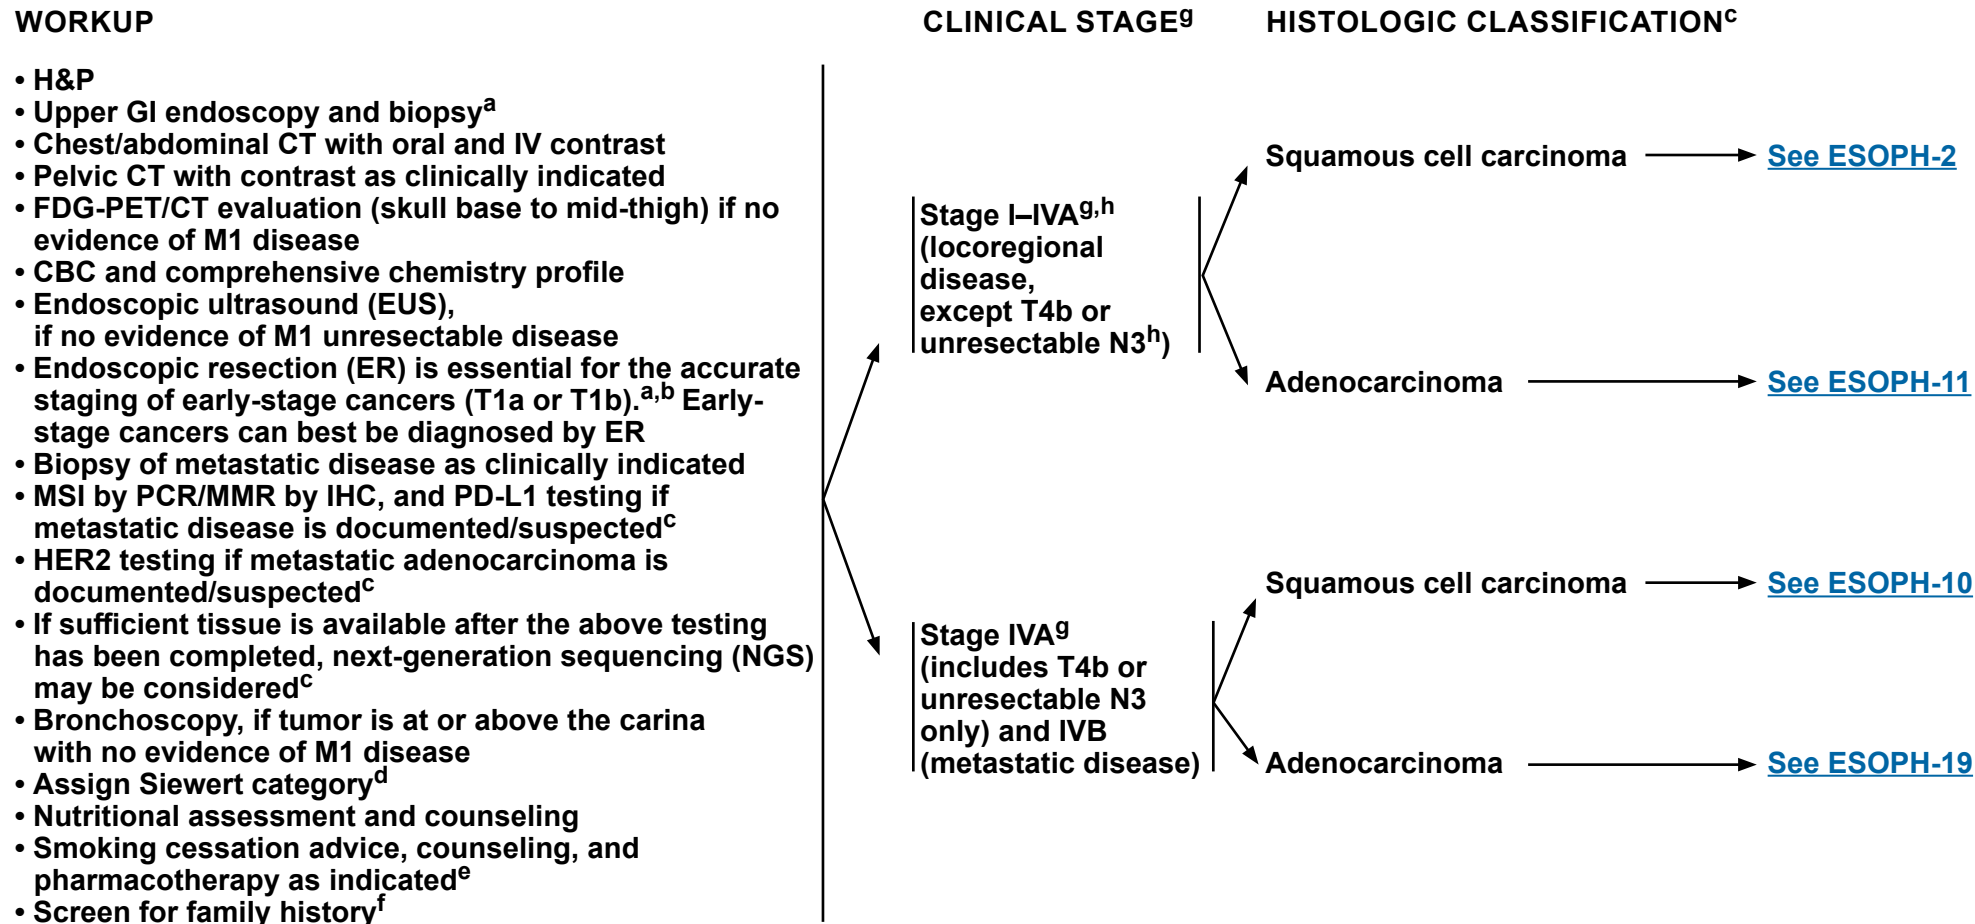 WORKUP
CLINICAL STAGEg
HISTOLOGIC CLASSIFICATIONc
• H&P
• Upper GI endoscopy and biopsya
• Chest/abdominal CT with oral and IV contrast
• Pelvic CT with contrast as clinically indicated
• FDG-PET/CT evaluation (skull base to mid-thigh) if no
evidence of M1 disease
• CBC and comprehensive chemistry profile
• Endoscopic ultrasound (EUS),
if no evidence of M1 unresectable disease
• Endoscopic resection (ER) is essential for the accurate
staging of early-stage cancers (T1a or T1b).a,b Early-
stage cancers can best be diagnosed by ER
• Biopsy of metastatic disease as clinically indicated
• MSI by PCR/MMR by IHC, and PD-L1 testing if
metastatic disease is documented/suspectedc
• HER2 testing if metastatic adenocarcinoma is
documented/suspectedc
• If sufficient tissue is available after the above testing
has been completed, next-generation sequencing (NGS)
may be consideredc
• Bronchoscopy, if tumor is at or above the carina
with no evidence of M1 disease
• Assign Siewert categoryd
• Nutritional assessment and counseling
• Smoking cessation advice, counseling, and
pharmacotherapy as indicatede
• Screen for family historyf
Stage I–IVAg,h
(locoregional
disease,
except T4b or
unresectable N3h)
Squamous cell carcinoma
See ESOPH-2
Adenocarcinoma
See ESOPH-11
Stage IVAg
(includes T4b or
unresectable N3
only) and IVB
(metastatic disease)
Squamous cell carcinoma
See ESOPH-10
Adenocarcinoma
See ESOPH-19